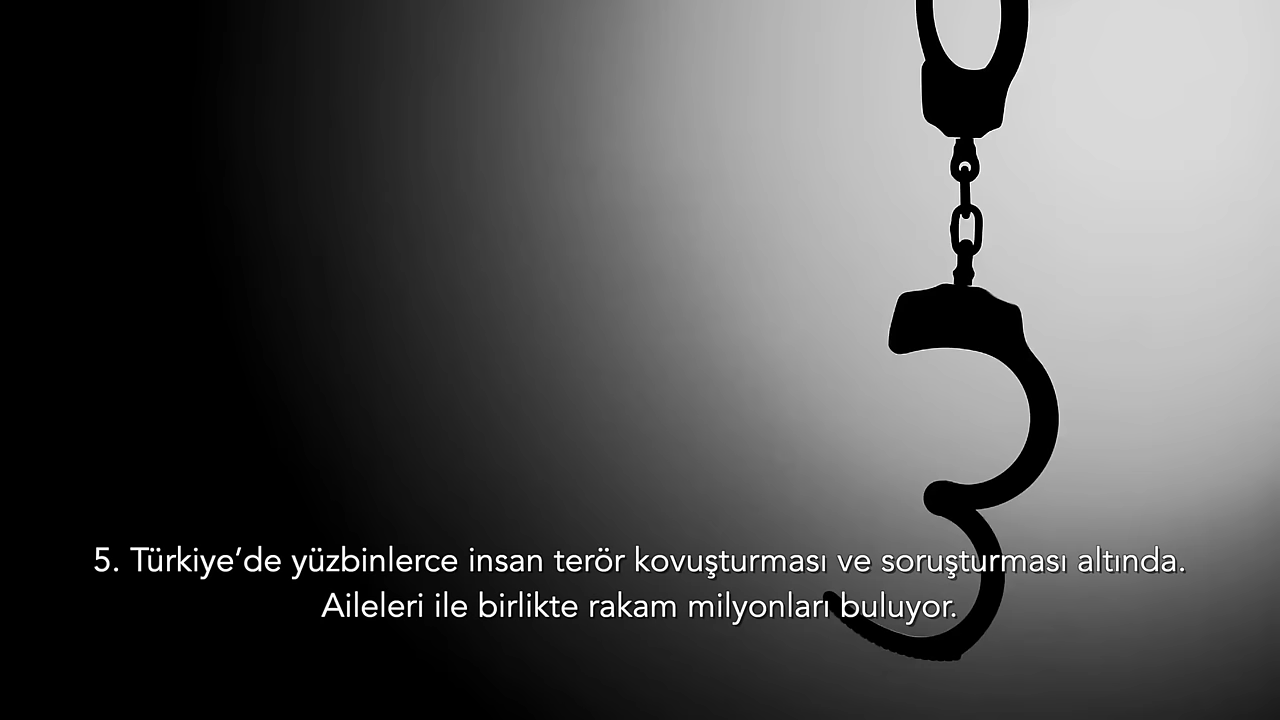 5. Türkiye’de yüzbinlerce insan terör kovuşturması ve soruşturması altında.
Aileleri ile birlikte rakam milyonları buluyor.